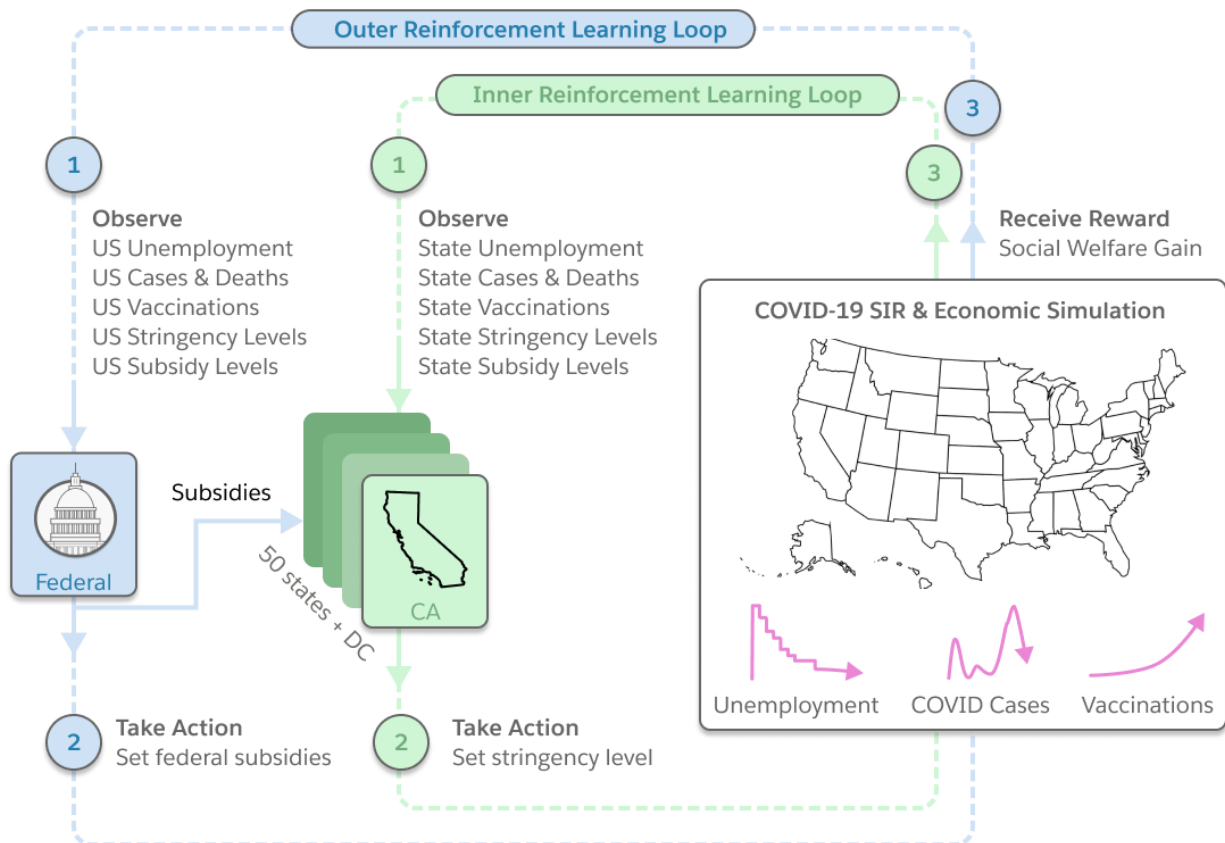 Outer Reinforcement Learning Loop
Inner Reinforcement Learning Loop
3
1
1
3
Observe
US Unemployment
US Cases & Deaths
US Vaccinations
US Stringency Levels
US Subsidy Levels
Observe
State Unemployment
State Cases & Deaths
State Vaccinations
State Stringency Levels
State Subsidy Levels
Receive Reward
Social Welfare Gain
COVID-19 SIR & Economic Simulation
Subsidies
Federal
50 states + DC
CA
Unemployment
COVID Cases
Vaccinations
2
Take Action
Set federal subsidies
2
Take Action
Set stringency level